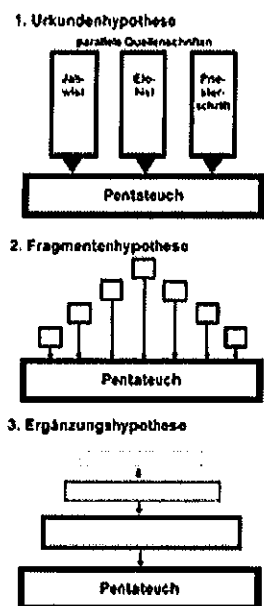 1. Urkundenhypothese
parallele Quellenschriften
Jah-
wist
Elo-
hist
Prie-
ster-
schrift
Pentateuch
2. Fragmentenhypothese
Pentateuch
3. Ergänzungshypothese
Pentateuch